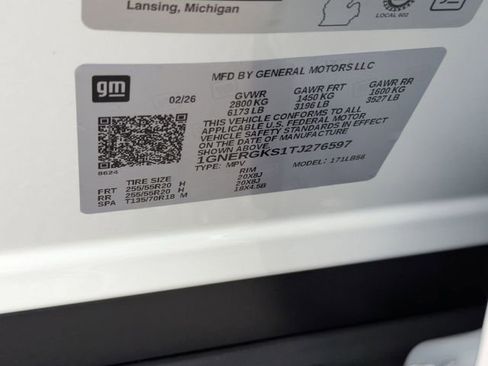 Lansing, Michigan
LOCAL 602
gm
MFD BY GENERAL MOTORS LLC
02/26 GVWR GAWR FRT GAWR RR
2800 KG 1450 KG 1600 KG
6173 LB 3196 LB 3527 LB
THIS VEHICLE CONFORMS TO ALL
APPLICABLE U.S. FEDERAL MOTOR
VEHICLE SAFETY STANDARDS IN EFFECT
ON THE DATE OF MANUFACTURE SHOWN ABOVE.
1GNERGKS1TJ276597
8624 TYPE: MPV MODEL: 1LB56
TIRE SIZE RIM
FRT 255/55R20 H 20X8J
RR 255/55R20 H 20X8J
SPA T135/70R18 M 18X4.5B